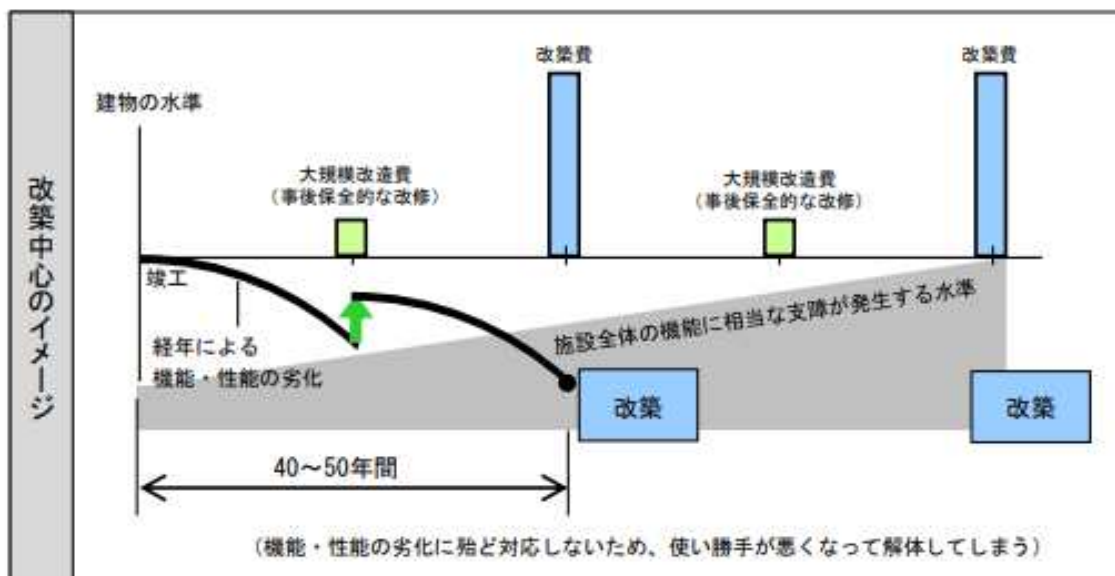 改築中心のイメージ
改築費
改築費
建物の水準
大規模改造費
（事後保全的な改修）
大規模改造費
（事後保全的な改修）
竣工
施設全体の機能に相当な支障が発生する水準
経年による
機能・性能の劣化
改築
改築
40～50年間
（機能・性能の劣化に殆ど対応しないため、使い勝手が悪くなって解体してしまう）